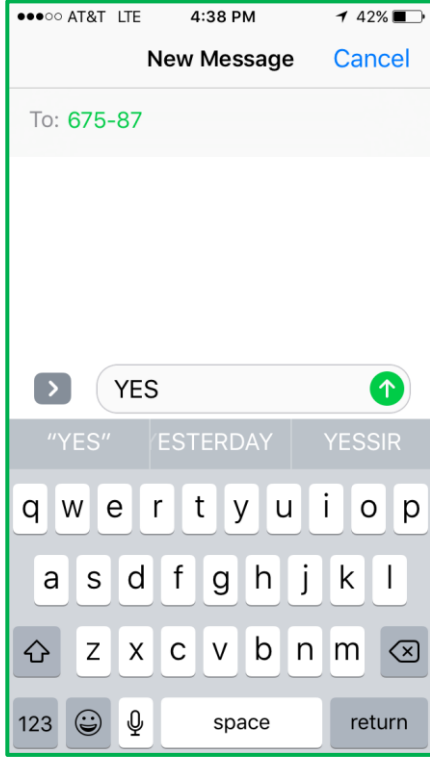 AT&T LTE 4:38 PM 42%
New Message Cancel
To: 675-87
YES
"YES" YESTERDAY YESSIR
q w e r t y u i o p
a s d f g h j k l
z x c v b n m
123 space return